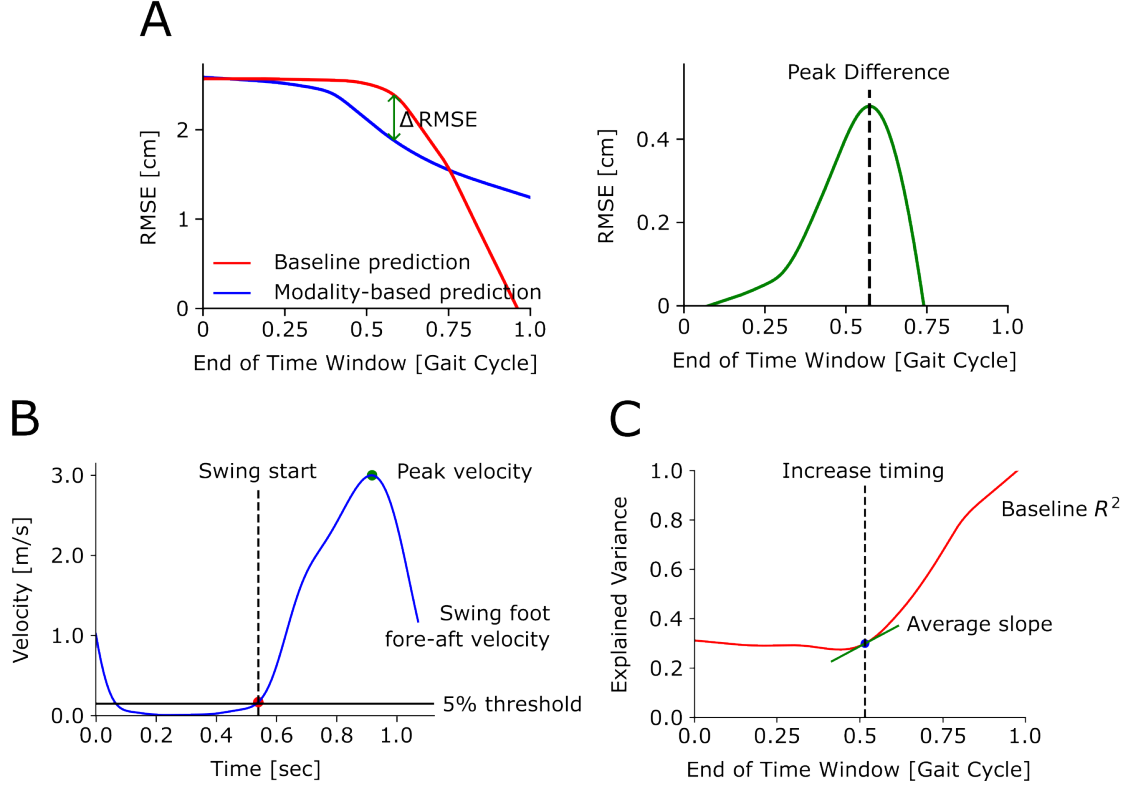 A
RMSE [cm]
2
1
0
Δ RMSE
Baseline prediction
Modality-based prediction
0
0.25
0.5
0.75
1.0
End of Time Window [Gait Cycle]
Peak Difference
RMSE [cm]
0.4
0.2
0
0
0.25
0.5
0.75
1.0
End of Time Window [Gait Cycle]
B
Velocity [m/s]
3.0
2.0
1.0
0.0
Swing start
Peak velocity
Swing foot
fore-aft velocity
5% threshold
0.0
0.2
0.4
0.6
0.8
1.0
Time [sec]
C
Explained Variance
1.0
0.8
0.6
0.4
0.2
0.0
Increase timing
Baseline R²
Average slope
0.0
0.25
0.5
0.75
1.0
End of Time Window [Gait Cycle]